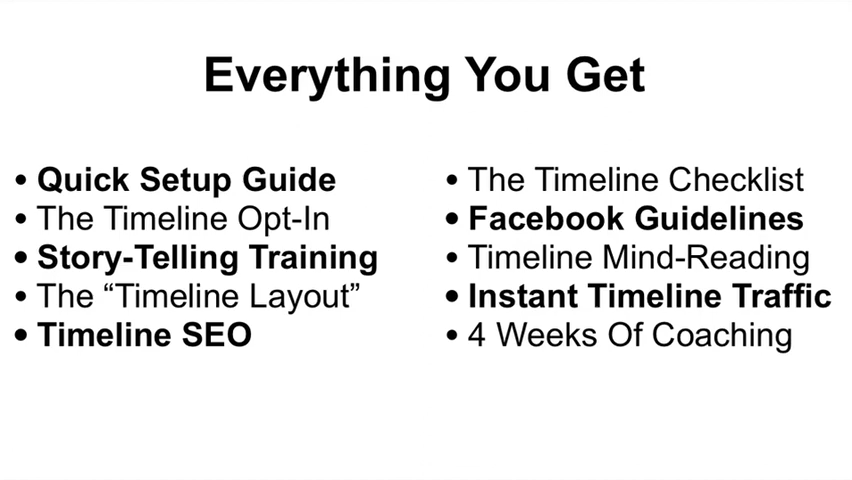 Everything You Get
• Quick Setup Guide
• The Timeline Opt-In
• Story-Telling Training
• The “Timeline Layout”
• Timeline SEO
• The Timeline Checklist
• Facebook Guidelines
• Timeline Mind-Reading
• Instant Timeline Traffic
• 4 Weeks Of Coaching